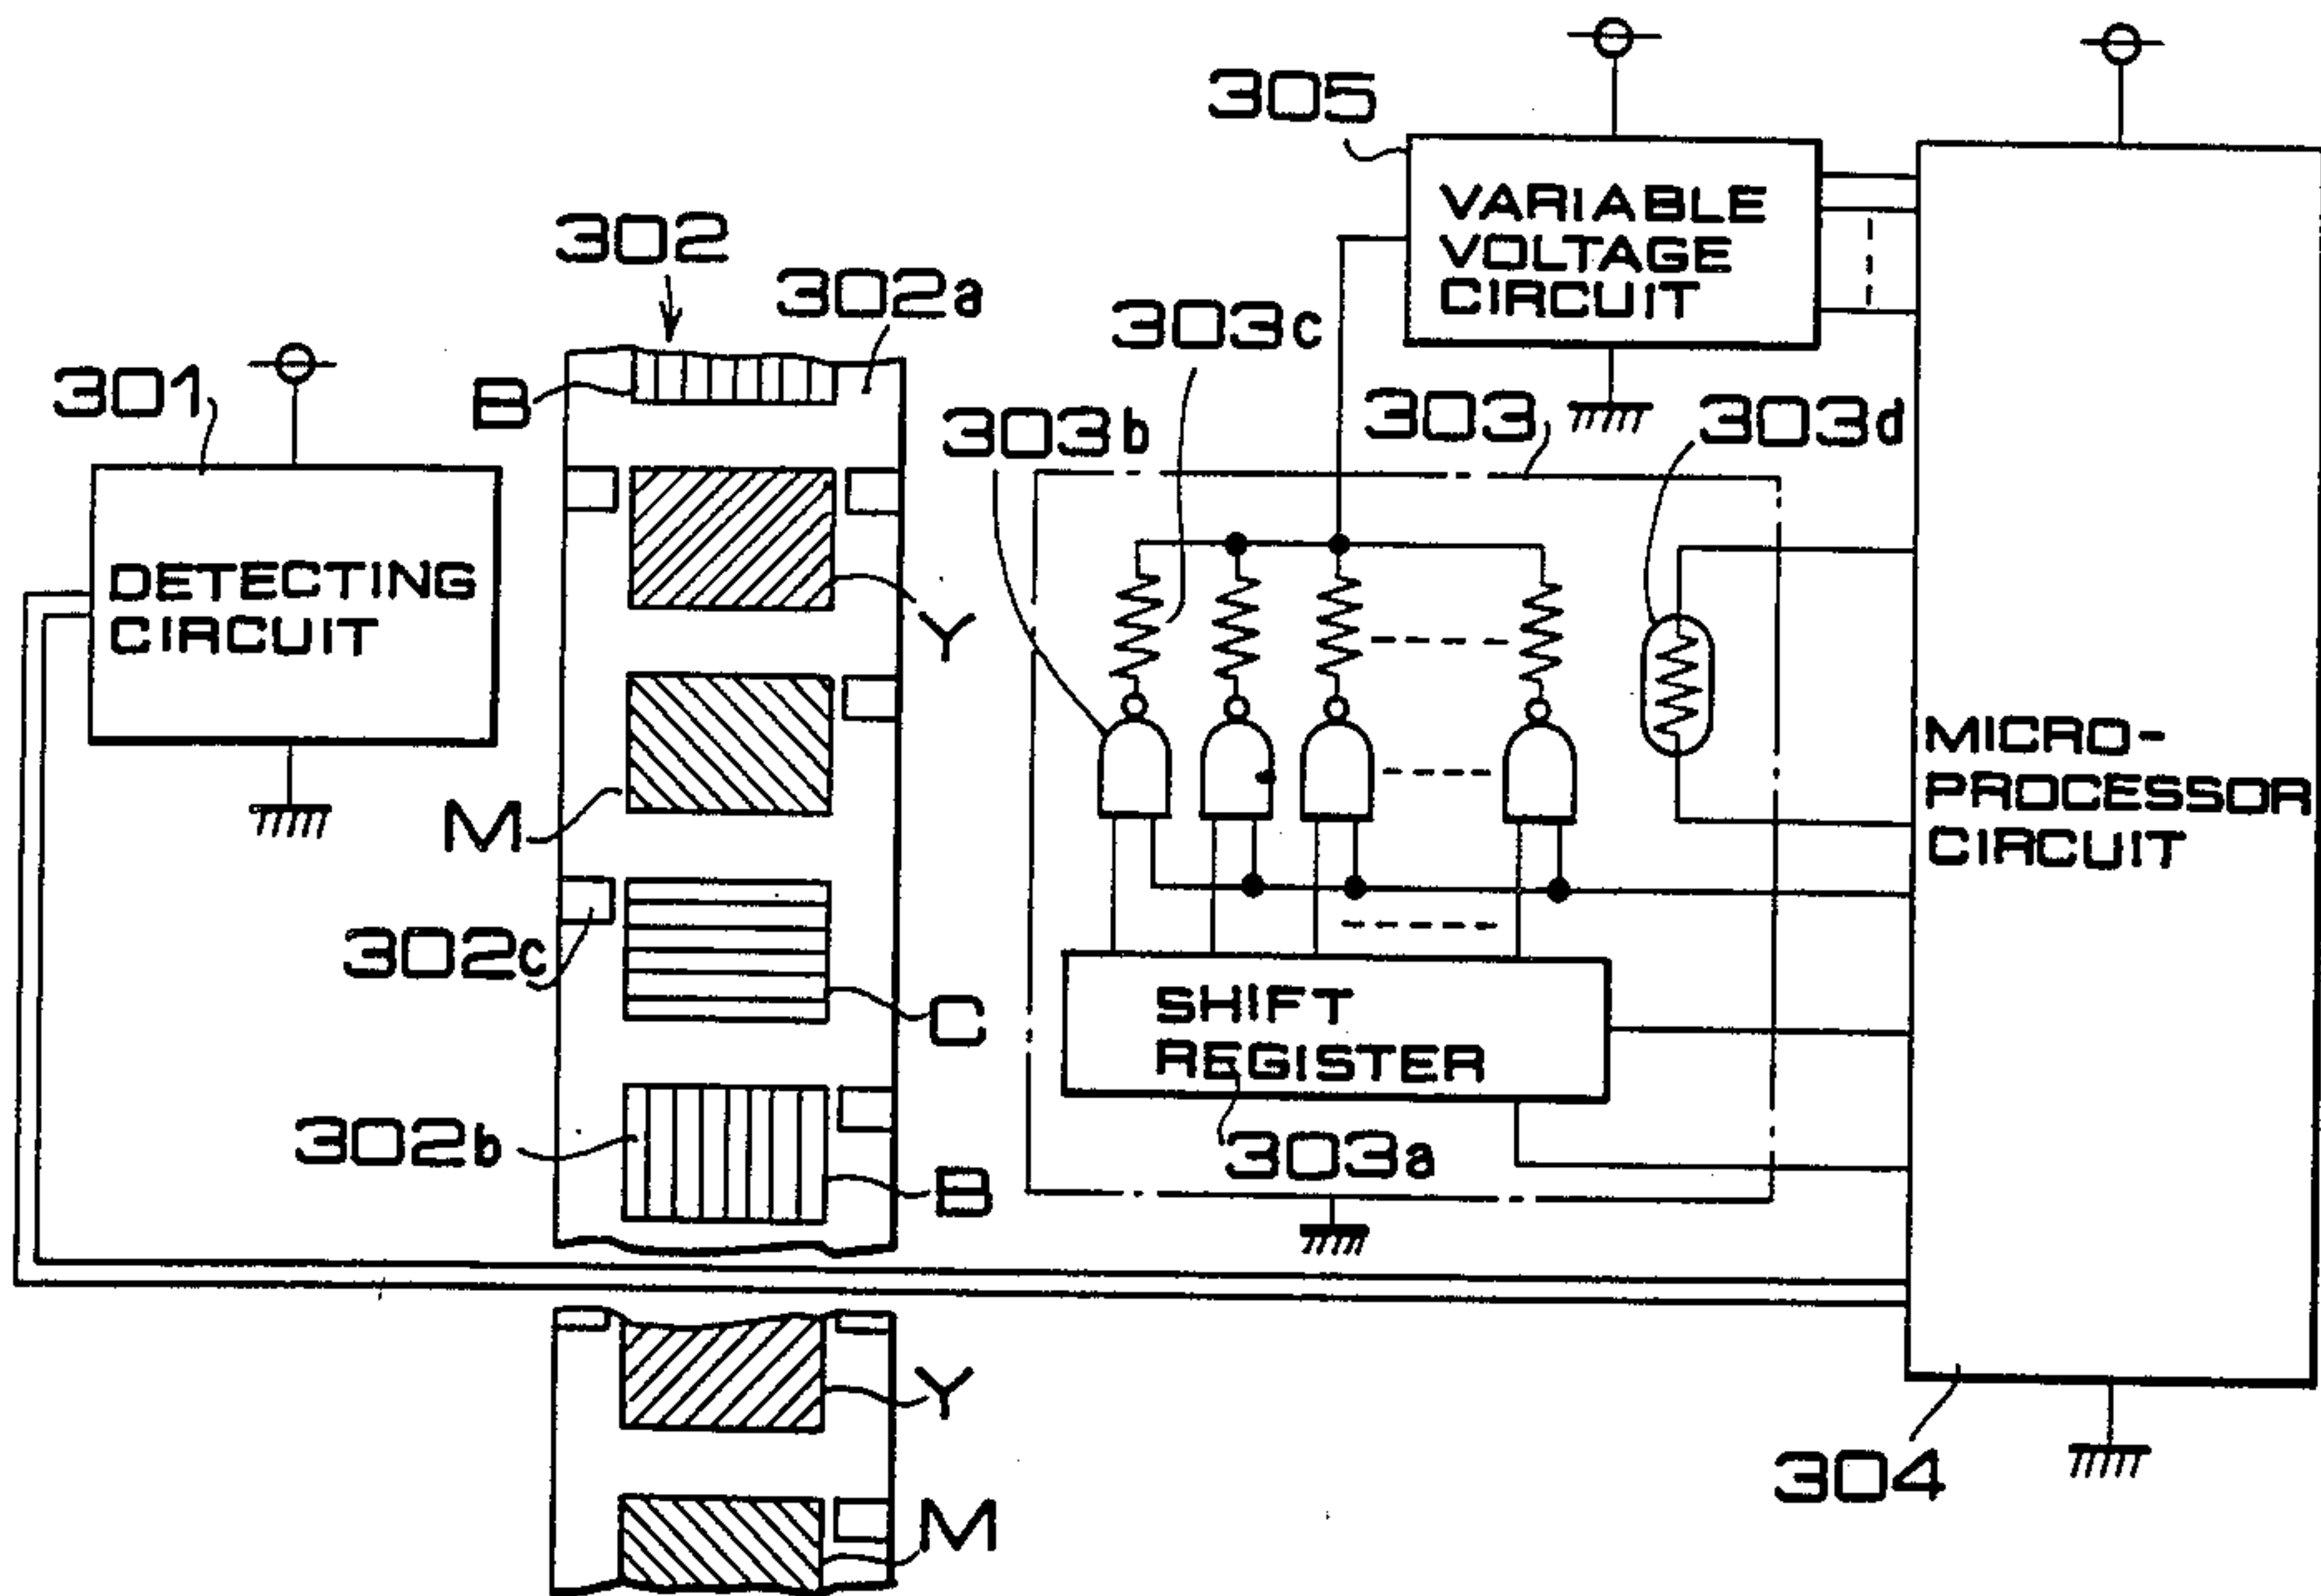 305
VARIABLE
VOLTAGE
CIRCUIT
302
302a
303c
301
B
303b
303
303d
DETECTING
CIRCUIT
Y
M
MICRO-
PROCESSOR
CIRCUIT
302c
C
SHIFT
REGISTER
302b
303a
B
Y
304
M